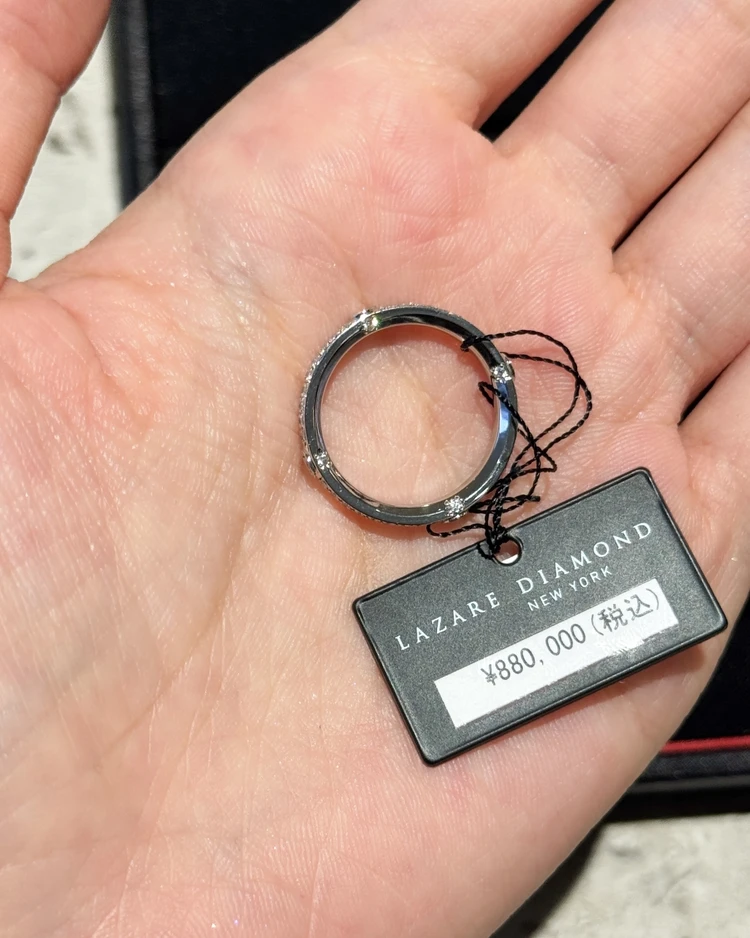 LAZARE DIAMOND
NEW YORK
¥880,000(税込)